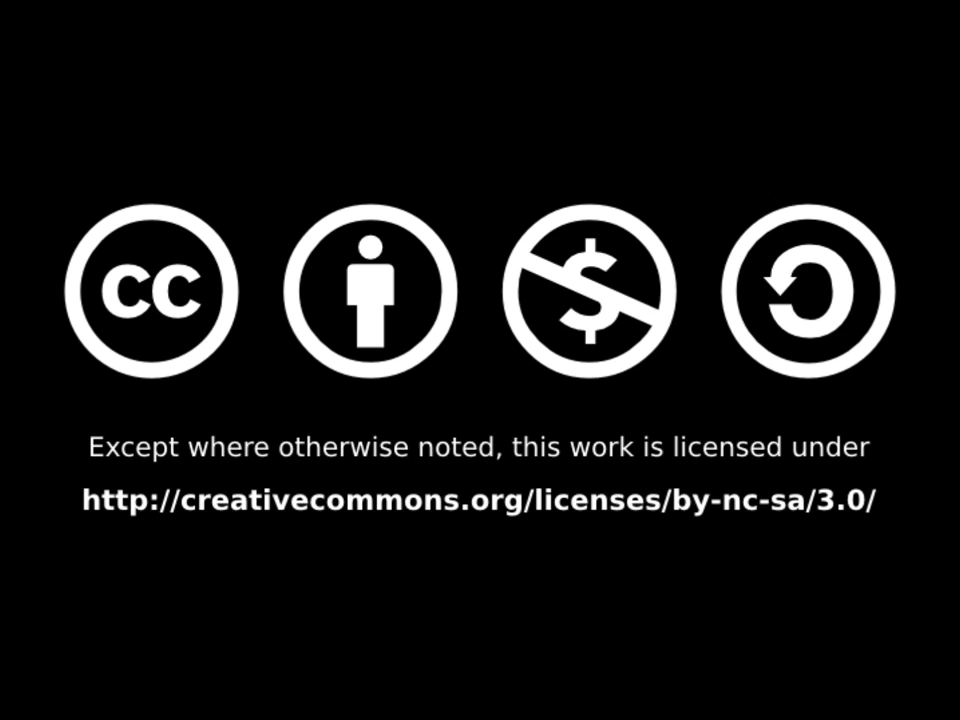 cc
$
Except where otherwise noted, this work is licensed under
http://creativecommons.org/licenses/by-nc-sa/3.0/